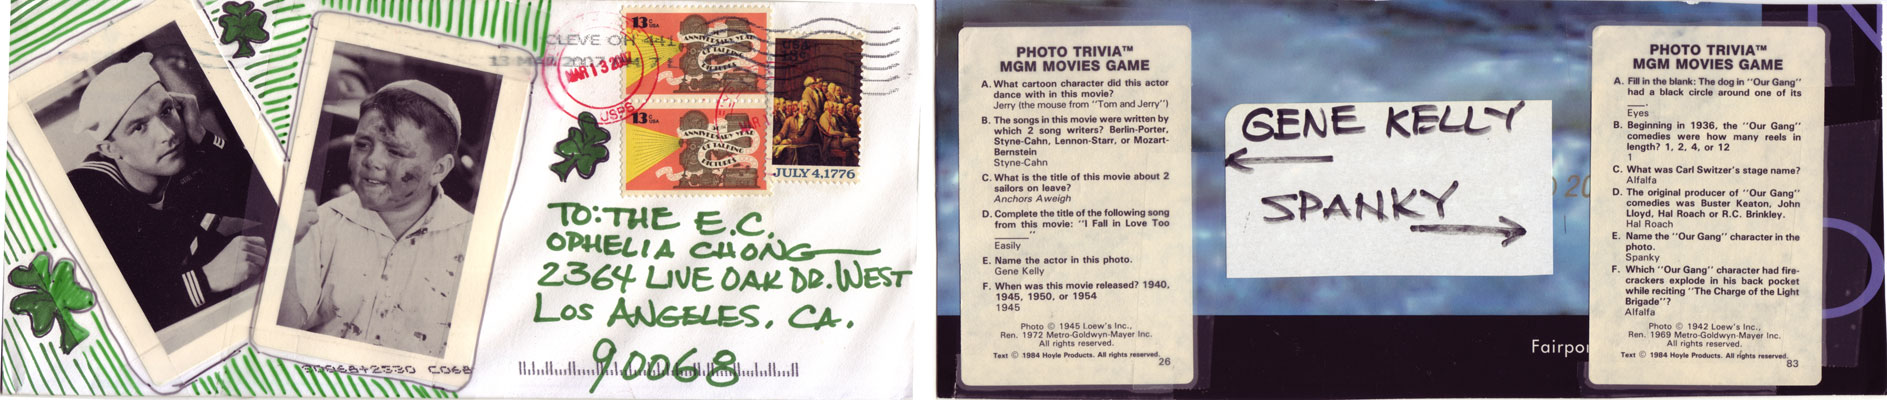 CLEVE OH 441
13 MAR 2007
MAR 13 200
USPS
13c USA
50th ANNIVERSARY YEAR OF TALKING PICTURES
13c USA
50th ANNIVERSARY YEAR OF TALKING PICTURES
JULY 4,1776
TO: THE E.C.
OPHELIA CHONG
2364 LIVE OAK DR. WEST
LOS ANGELES, CA.
90068
90068+2530 C068
PHOTO TRIVIA™
MGM MOVIES GAME
A. What cartoon character did this actor
dance with in this movie?
Jerry (the mouse from "Tom and Jerry")
B. The songs in this movie were written by
which 2 song writers? Berlin-Porter,
Styne-Cahn, Lennon-Starr, or Mozart-
Bernstein
Styne-Cahn
C. What is the title of this movie about 2
sailors on leave?
Anchors Aweigh
D. Complete the title of the following song
from this movie: "I Fall in Love Too
______"
Easily
E. Name the actor in this photo.
Gene Kelly
F. When was this movie released? 1940,
1945, 1950, or 1954
1945
Photo © 1945 Loew's Inc.,
Ren. 1972 Metro-Goldwyn-Mayer Inc.
All rights reserved.
Text © 1984 Hoyle Products. All rights reserved.
26
GENE KELLY
SPANKY
20
Fairpor
PHOTO TRIVIA™
MGM MOVIES GAME
A. Fill in the blank: The dog in "Our Gang"
had a black circle around one of its
___.
Eyes
B. Beginning in 1936, the "Our Gang"
comedies were how many reels in
length? 1, 2, 4, or 12
1
C. What was Carl Switzer's stage name?
Alfalfa
D. The original producer of "Our Gang"
comedies was Buster Keaton, John
Lloyd, Hal Roach or R.C. Brinkley.
Hal Roach
E. Name the "Our Gang" character in the
photo.
Spanky
F. Which "Our Gang" character had fire-
crackers explode in his back pocket
while reciting "The Charge of the Light
Brigade"?
Alfalfa
Photo © 1942 Loew's Inc.,
Ren. 1969 Metro-Goldwyn-Mayer Inc.
All rights reserved.
Text © 1984 Hoyle Products. All rights reserved.
83